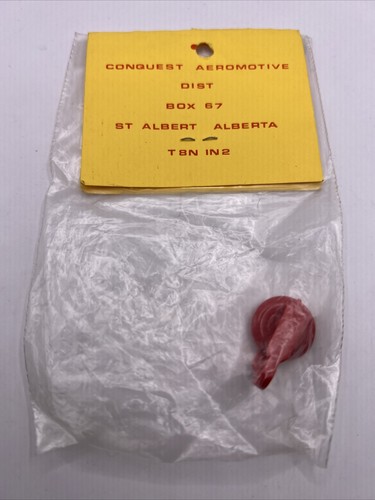 CONQUEST AEROMOTIVE
DIST
BOX 67
ST ALBERT ALBERTA
T8N 1N2